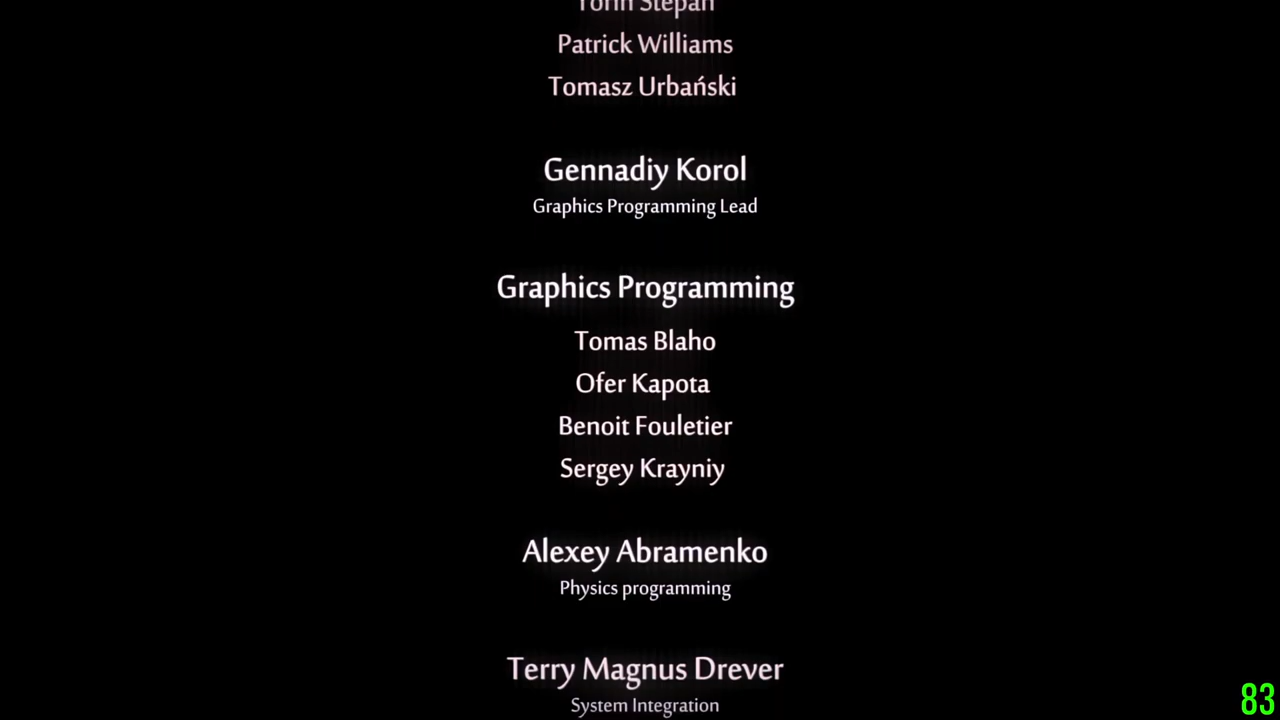 Stepan
Patrick Williams
Tomasz Urbański
Gennadiy Korol
Graphics Programming Lead
Graphics Programming
Tomas Blaho
Ofer Kapota
Benoit Fouletier
Sergey Krayniy
Alexey Abramenko
Physics programming
Terry Magnus Drever
System Integration
83